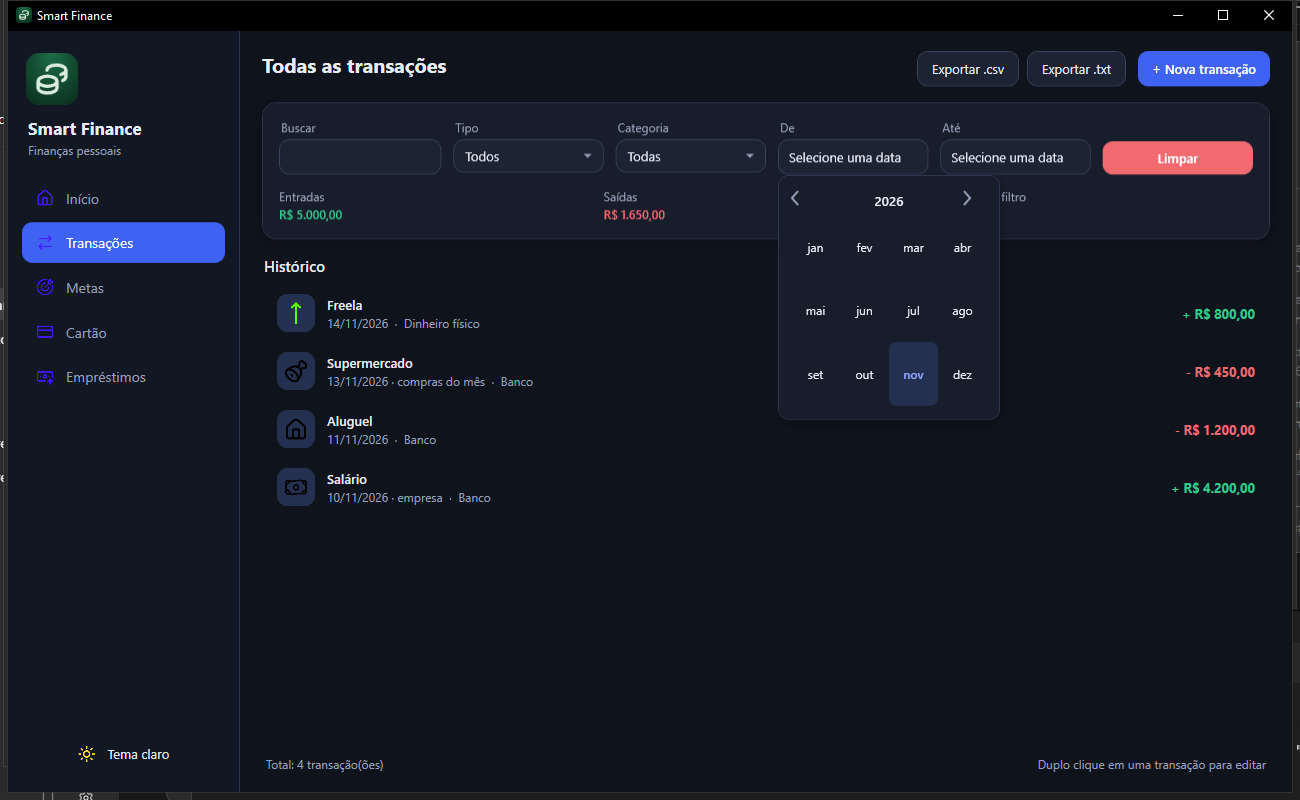 Smart Finance
Smart Finance
Finanças pessoais
Início
Transações
Metas
Cartão
Empréstimos
Tema claro
Todas as transações
Exportar .csv
Exportar .txt
+ Nova transação
Buscar
Tipo
Categoria
De
Até
Todos
Todas
Selecione uma data
Selecione uma data
Limpar
Entradas
R$ 5.000,00
Saídas
R$ 1.650,00
filtro
2026
jan fev mar abr
mai jun jul ago
set out nov dez
Histórico
Freela
14/11/2026 · Dinheiro físico
+ R$ 800,00
Supermercado
13/11/2026 · compras do mês · Banco
- R$ 450,00
Aluguel
11/11/2026 · Banco
- R$ 1.200,00
Salário
10/11/2026 · empresa · Banco
+ R$ 4.200,00
Total: 4 transação(ões)
Duplo clique em uma transação para editar